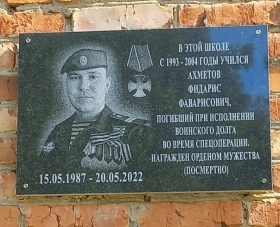 В ЭТОЙ ШКОЛЕ
С 1993 - 2004 ГОДЫ УЧИЛСЯ
АХМЕТОВ
ФИДАРИС
ФАВАРИСОВИЧ,
ПОГИБШИЙ ПРИ ИСПОЛНЕНИИ
ВОИНСКОГО ДОЛГА
ВО ВРЕМЯ СПЕЦОПЕРАЦИИ.
НАГРАЖДЕН ОРДЕНОМ МУЖЕСТВА
(ПОСМЕРТНО)
15.05.1987 - 20.05.2022